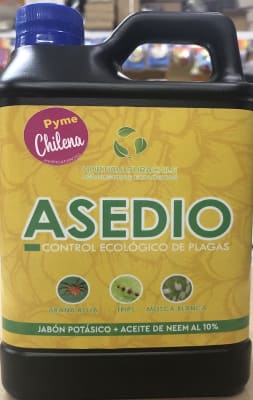 Pyme
Chilena
ASEDIO
CONTROL ECOLÓGICO DE PLAGAS
ARAÑA ROJA
TRIPS
MOSCA BLANCA
JABÓN POTÁSICO + ACEITE DE NEEM AL 10%